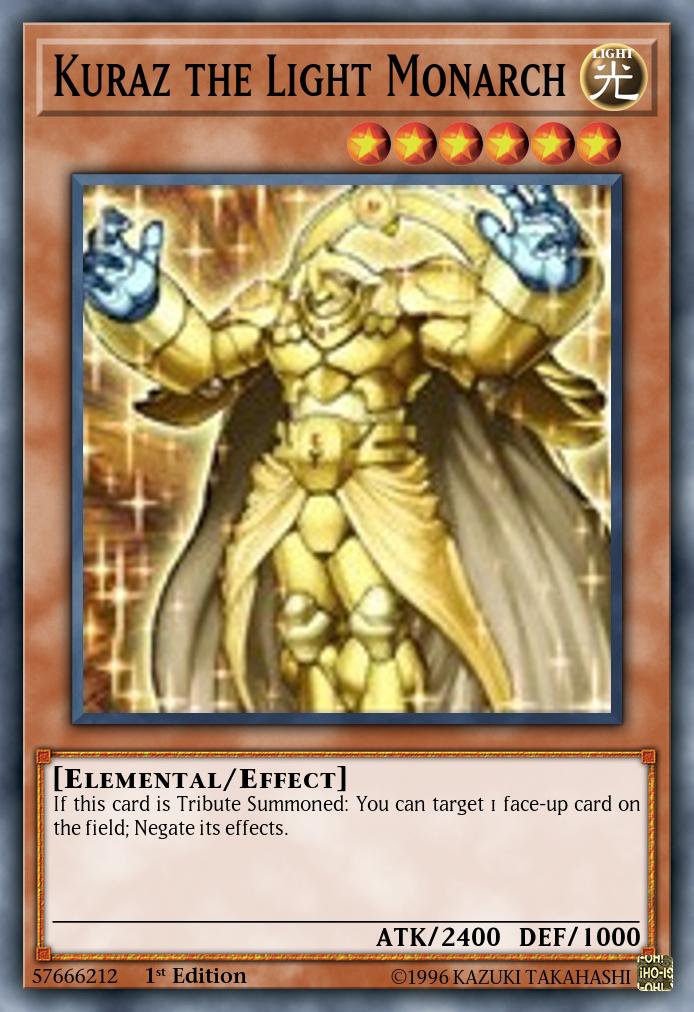 KURAZ THE LIGHT MONARCH
LIGHT
光
[ELEMENTAL/EFFECT]
If this card is Tribute Summoned: You can target 1 face-up card on
the field; Negate its effects.
ATK/2400 DEF/1000
57666212 1st Edition ©1996 KAZUKI TAKAHASHI